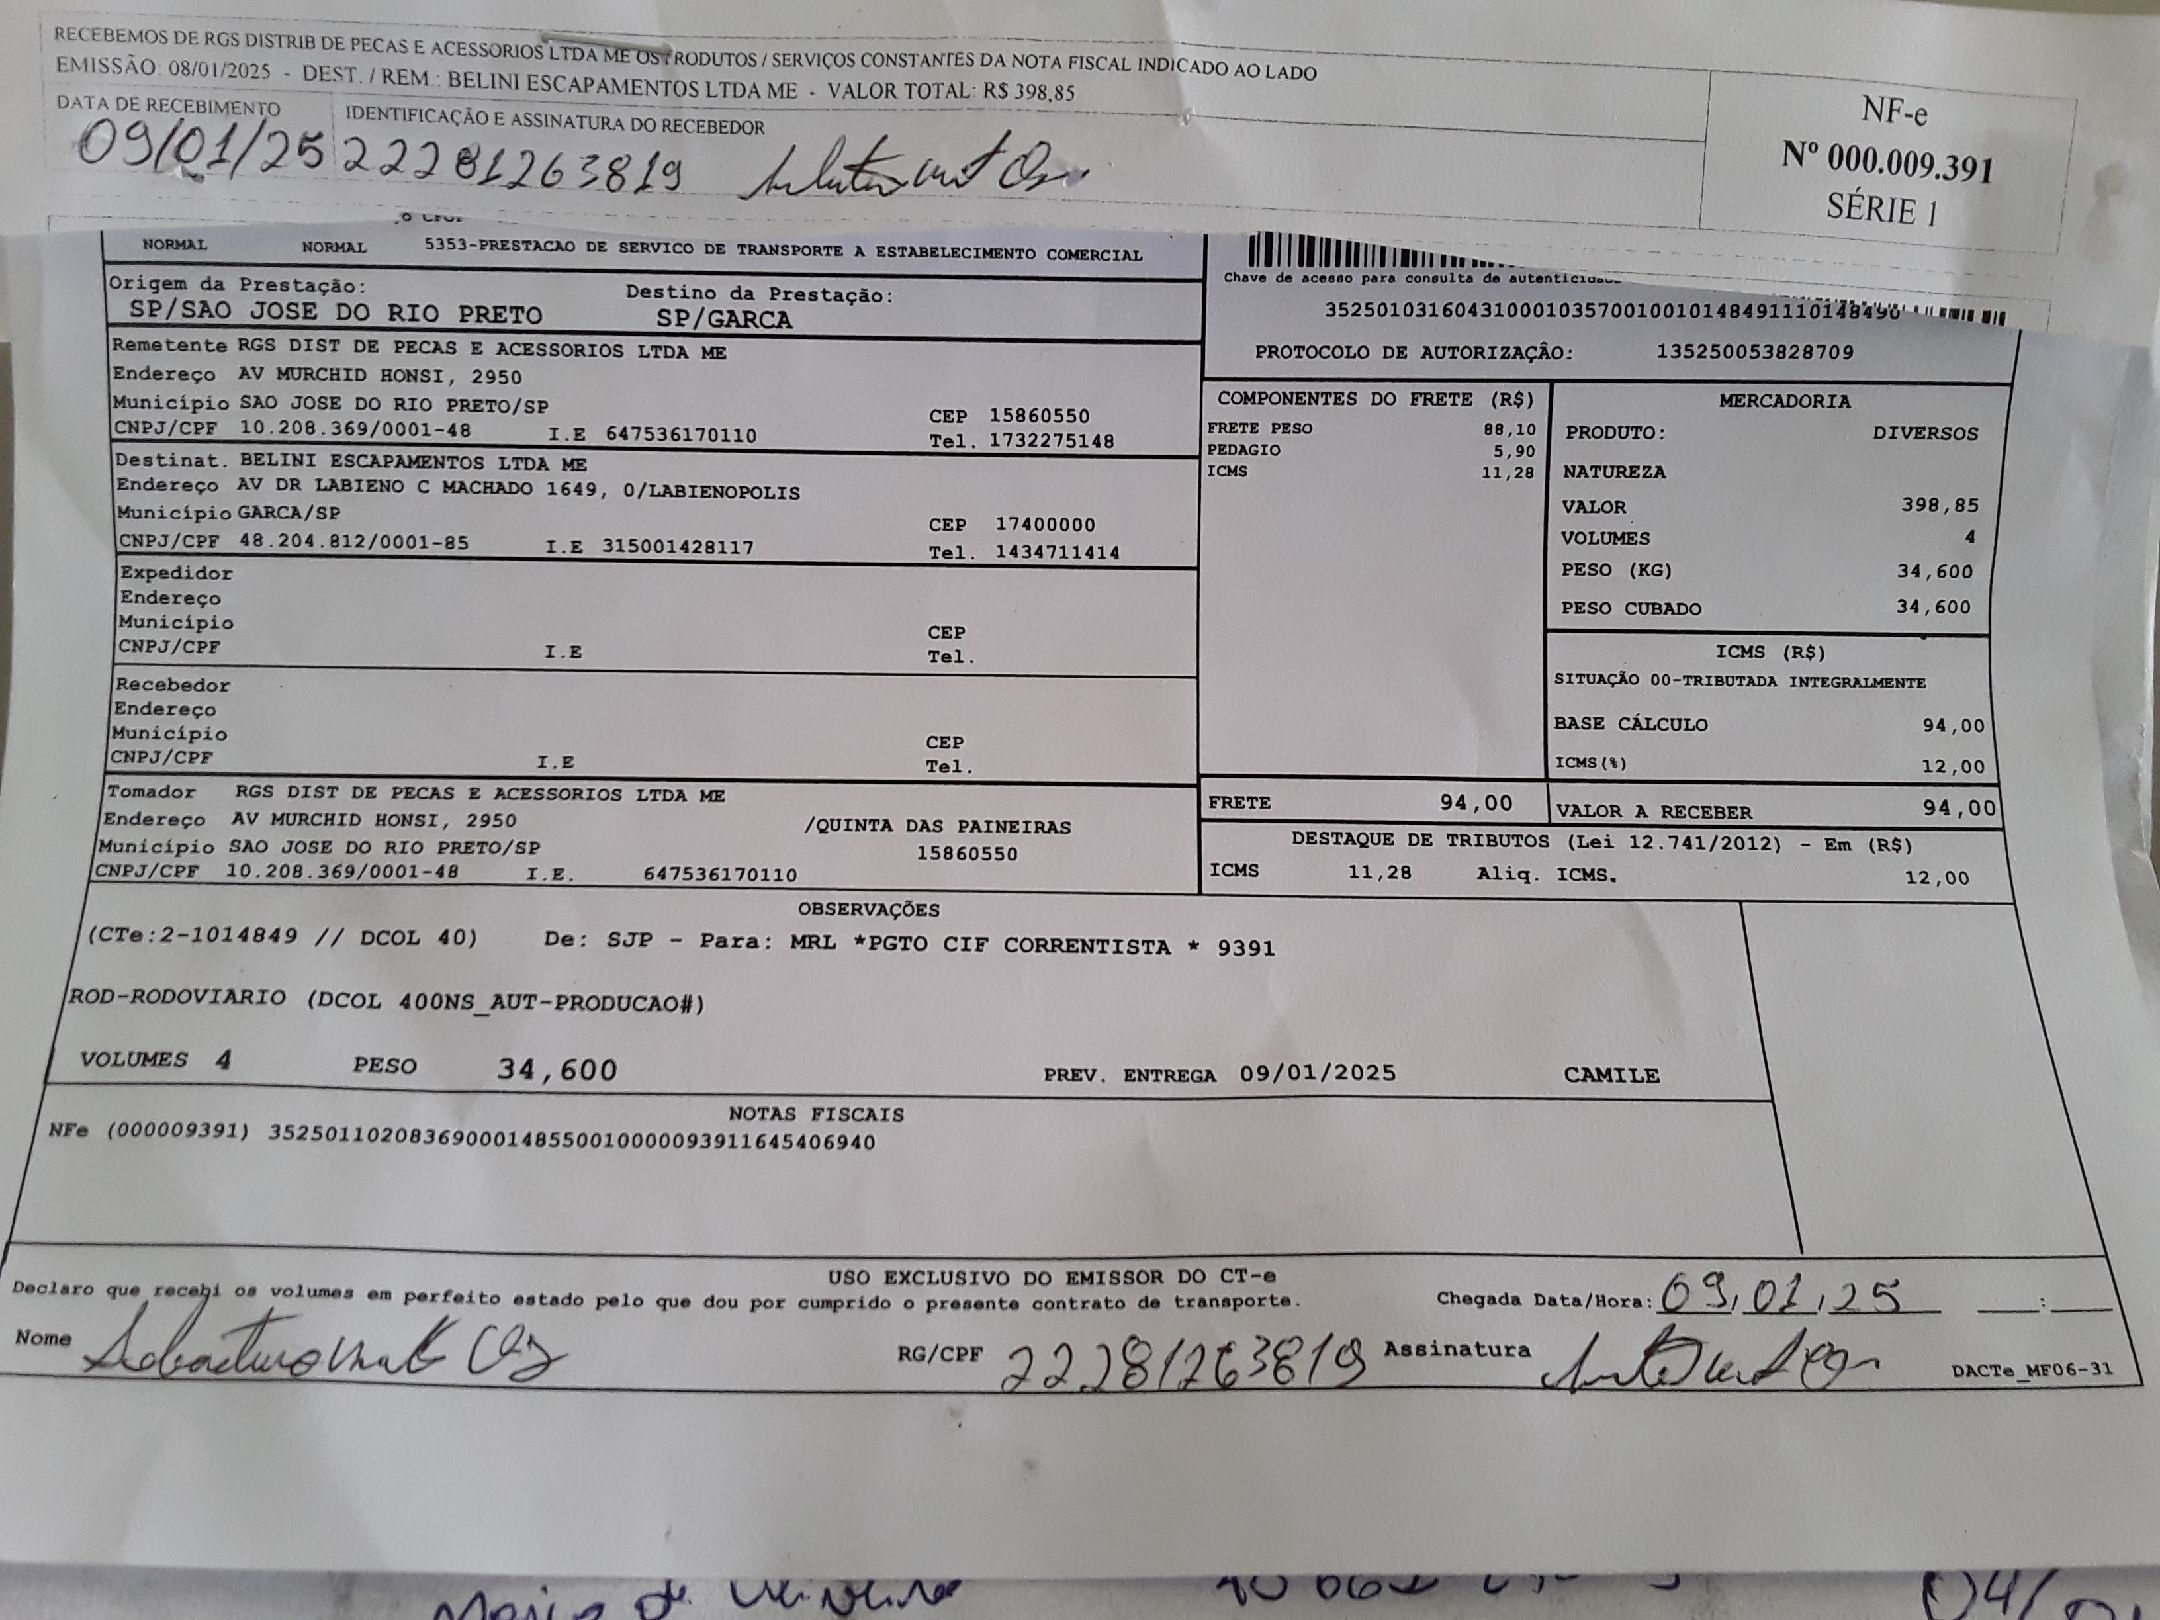 RECEBEMOS DE RGS DISTRIB DE PECAS E ACESSORIOS LTDA ME OS PRODUTOS / SERVIÇOS CONSTANTES DA NOTA FISCAL INDICADO AO LADO
EMISSÃO: 08/01/2025 - DEST. / REM.: BELINI ESCAPAMENTOS LTDA ME - VALOR TOTAL: R$ 398,85
DATA DE RECEBIMENTO IDENTIFICAÇÃO E ASSINATURA DO RECEBEDOR
09/01/25 22281263819
NF-e
Nº 000.009.391
SÉRIE 1
NORMAL NORMAL 5353-PRESTACAO DE SERVICO DE TRANSPORTE A ESTABELECIMENTO COMERCIAL
Chave de acesso para consulta de
Origem da Prestação: Destino da Prestação:
SP/SAO JOSE DO RIO PRETO SP/GARCA
PROTOCOLO DE AUTORIZAÇÃO: 135250053828709
Remetente RGS DIST DE PECAS E ACESSORIOS LTDA ME
Endereço AV MURCHID HONSI, 2950
Município SAO JOSE DO RIO PRETO/SP CEP 15860550
CNPJ/CPF 10.208.369/0001-48 I.E 647536170110 Tel. 1732275148
Destinat. BELINI ESCAPAMENTOS LTDA ME
Endereço AV DR LABIENO C MACHADO 1649, 0/LABIENOPOLIS
Município GARCA/SP CEP 17400000
CNPJ/CPF 48.204.812/0001-85 I.E 315001428117 Tel. 1434711414
Expedidor
Endereço
Município CEP
CNPJ/CPF I.E Tel.
Recebedor
Endereço
Município CEP
CNPJ/CPF I.E Tel.
Tomador RGS DIST DE PECAS E ACESSORIOS LTDA ME
Endereço AV MURCHID HONSI, 2950 /QUINTA DAS PAINEIRAS
Município SAO JOSE DO RIO PRETO/SP 15860550
CNPJ/CPF 10.208.369/0001-48 I.E. 647536170110
COMPONENTES DO FRETE (R$)
FRETE PESO 88,10
PEDAGIO 5,90
ICMS 11,28
MERCADORIA
PRODUTO: DIVERSOS
NATUREZA
VALOR 398,85
VOLUMES 4
PESO (KG) 34,600
PESO CUBADO 34,600
ICMS (R$)
SITUAÇÃO 00-TRIBUTADA INTEGRALMENTE
BASE CÁLCULO 94,00
ICMS(%) 12,00
FRETE 94,00 VALOR A RECEBER 94,00
DESTAQUE DE TRIBUTOS (Lei 12.741/2012) - Em (R$)
ICMS 11,28 Aliq. ICMS. 12,00
OBSERVAÇÕES
(CTe:2-1014849 // DCOL 40) De: SJP - Para: MRL *PGTO CIF CORRENTISTA * 9391
ROD-RODOVIARIO (DCOL 400NS_AUT-PRODUCAO#)
VOLUMES 4 PESO 34,600 PREV. ENTREGA 09/01/2025 CAMILE
NOTAS FISCAIS
NFe (000009391) 35250110208369000148550010000093911645406940
USO EXCLUSIVO DO EMISSOR DO CT-e
Declaro que recebi os volumes em perfeito estado pelo que dou por cumprido o presente contrato de transporte. Chegada Data/Hora: 09/01/25 :
Nome RG/CPF 22281263819 Assinatura DACTe_MF06-31